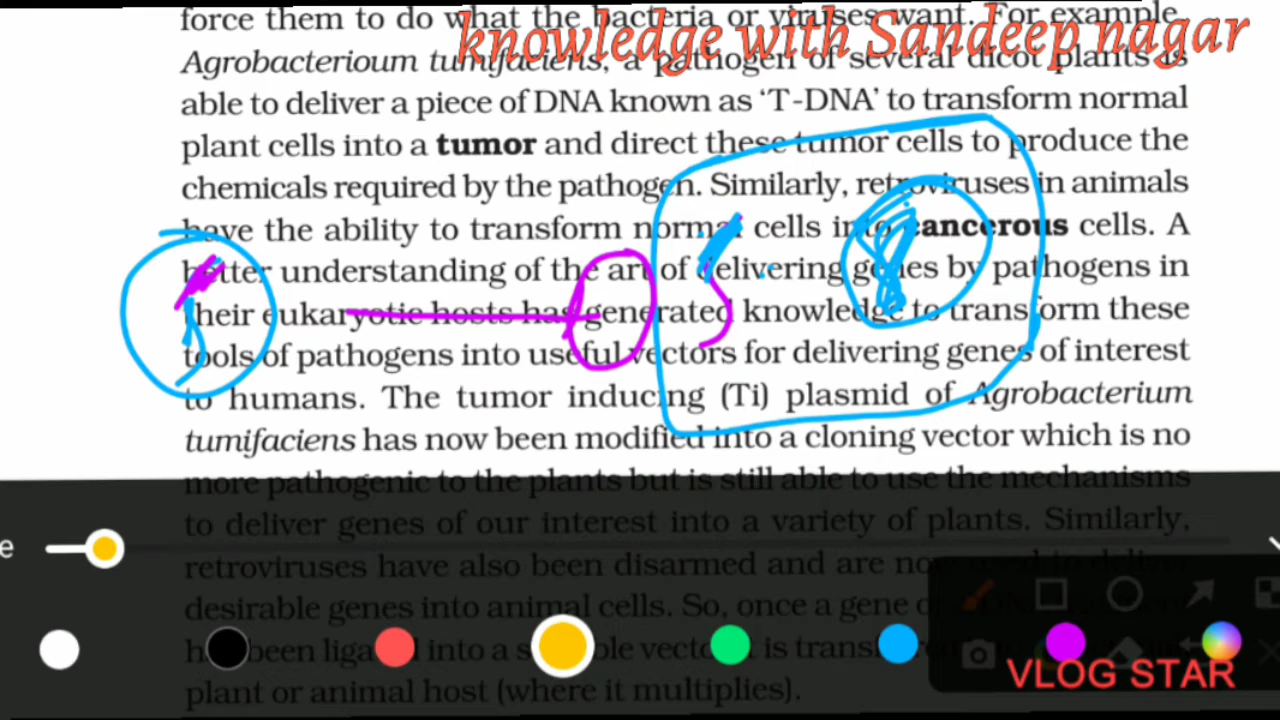 force them to do what the bacteria or viruses want. For example,
knowledge with Sandeep nagar
Agrobacterioum tumifaciens, a pathogen of several dicot plants is
able to deliver a piece of DNA known as ‘T-DNA’ to transform normal
plant cells into a tumor and direct these tumor cells to produce the
chemicals required by the pathogen. Similarly, retroviruses in animals
have the ability to transform normal cells into cancerous cells. A
better understanding of the art of delivering genes by pathogens in
their eukaryotic hosts has generated knowledge to transform these
tools of pathogens into useful vectors for delivering genes of interest
to humans. The tumor inducing (Ti) plasmid of Agrobacterium
tumifaciens has now been modified into a cloning vector which is no
more pathogenic to the plants but is still able to use the mechanisms
to deliver genes of our interest into a variety of plants. Similarly,
e
retroviruses have also been disarmed and are now used to deliver
desirable genes into animal cells. So, once a gene or
been into a is
plant or animal host (where it multiplies).
VLOG STAR